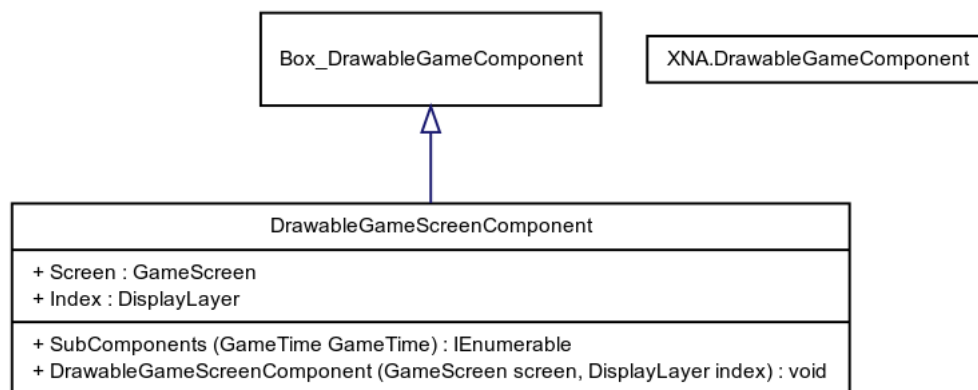 Box_DrawableGameComponent
XNA.DrawableGameComponent
DrawableGameScreenComponent
+ Screen : GameScreen
+ Index : DisplayLayer
+ SubComponents (GameTime GameTime) : IEnumerable
+ DrawableGameScreenComponent (GameScreen screen, DisplayLayer index) : void